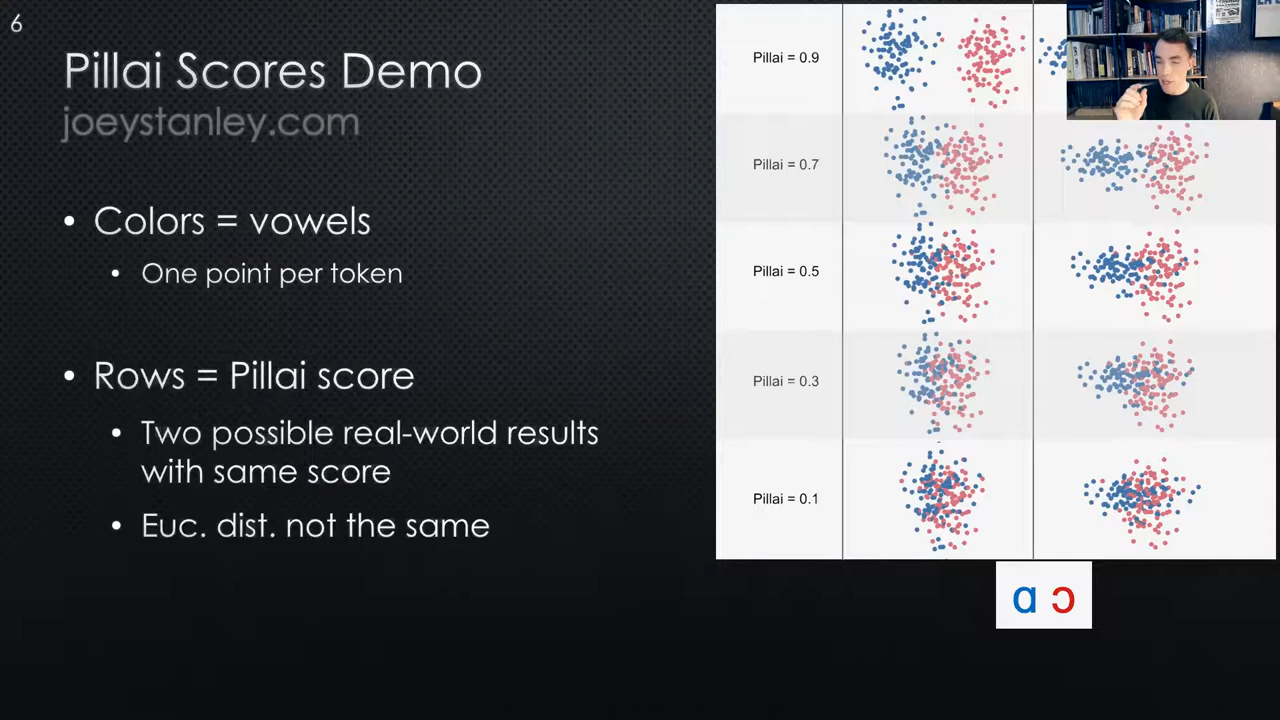 6
Pillai Scores Demo
joeystanley.com
• Colors = vowels
• One point per token
• Rows = Pillai score
• Two possible real-world results
with same score
• Euc. dist. not the same
Pillai = 0.9
Pillai = 0.7
Pillai = 0.5
Pillai = 0.3
Pillai = 0.1
ɑ ɔ